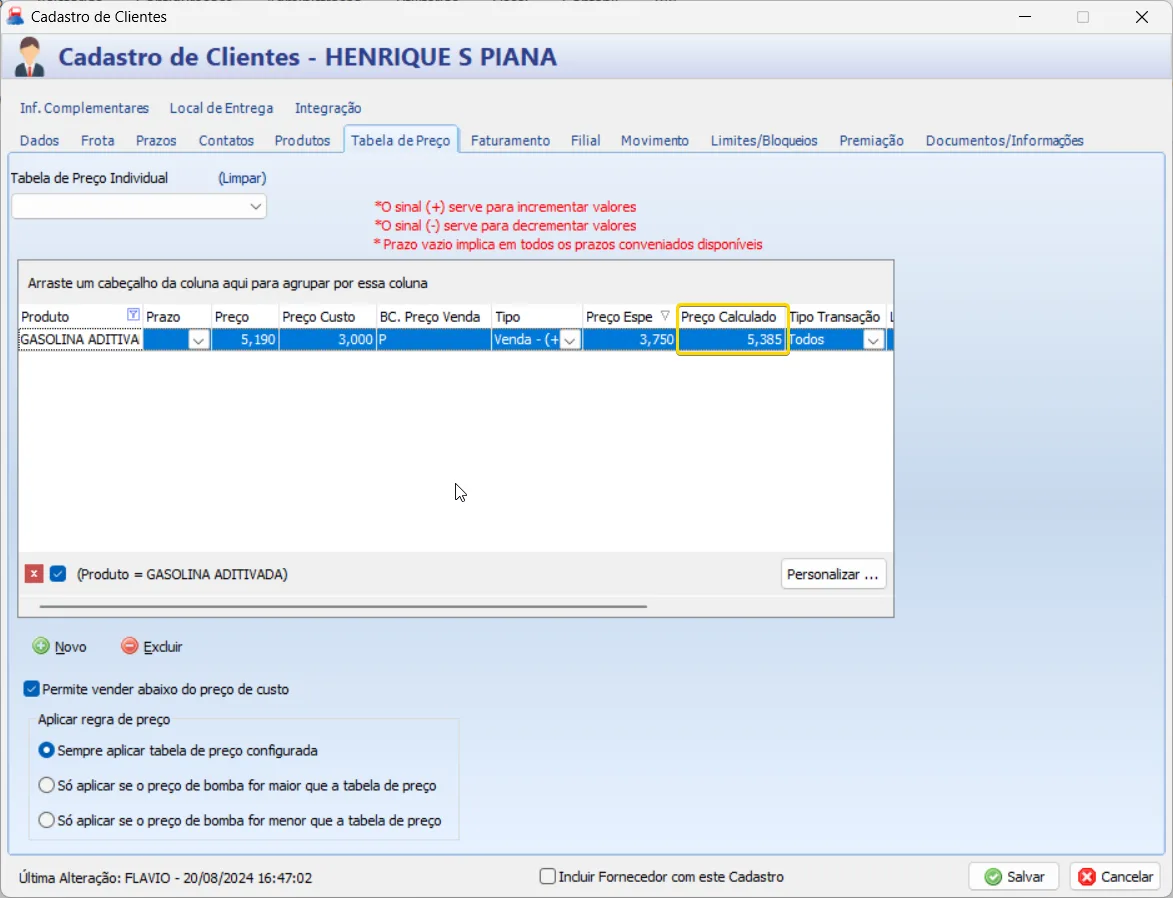 Cadastro de Clientes
Cadastro de Clientes - HENRIQUE S PIANA
Inf. Complementares Local de Entrega Integração
Dados Frota Prazos Contatos Produtos Tabela de Preço Faturamento Filial Movimento Limites/Bloqueios Premiação Documentos/Informações
Tabela de Preço Individual (Limpar)
*O sinal (+) serve para incrementar valores
*O sinal (-) serve para decrementar valores
* Prazo vazio implica em todos os prazos conveniados disponíveis
Arraste um cabeçalho da coluna aqui para agrupar por essa coluna
Produto Prazo Preço Preço Custo BC. Preço Venda Tipo Preço Espe Preço Calculado Tipo Transação
GASOLINA ADITIVA 5,190 3,000 P Venda - (+ 3,750 5,385 Todos
(Produto = GASOLINA ADITIVADA) Personalizar ...
Novo Excluir
Permite vender abaixo do preço de custo
Aplicar regra de preço
Sempre aplicar tabela de preço configurada
Só aplicar se o preço de bomba for maior que a tabela de preço
Só aplicar se o preço de bomba for menor que a tabela de preço
Última Alteração: FLAVIO - 20/08/2024 16:47:02 Incluir Fornecedor com este Cadastro Salvar Cancelar